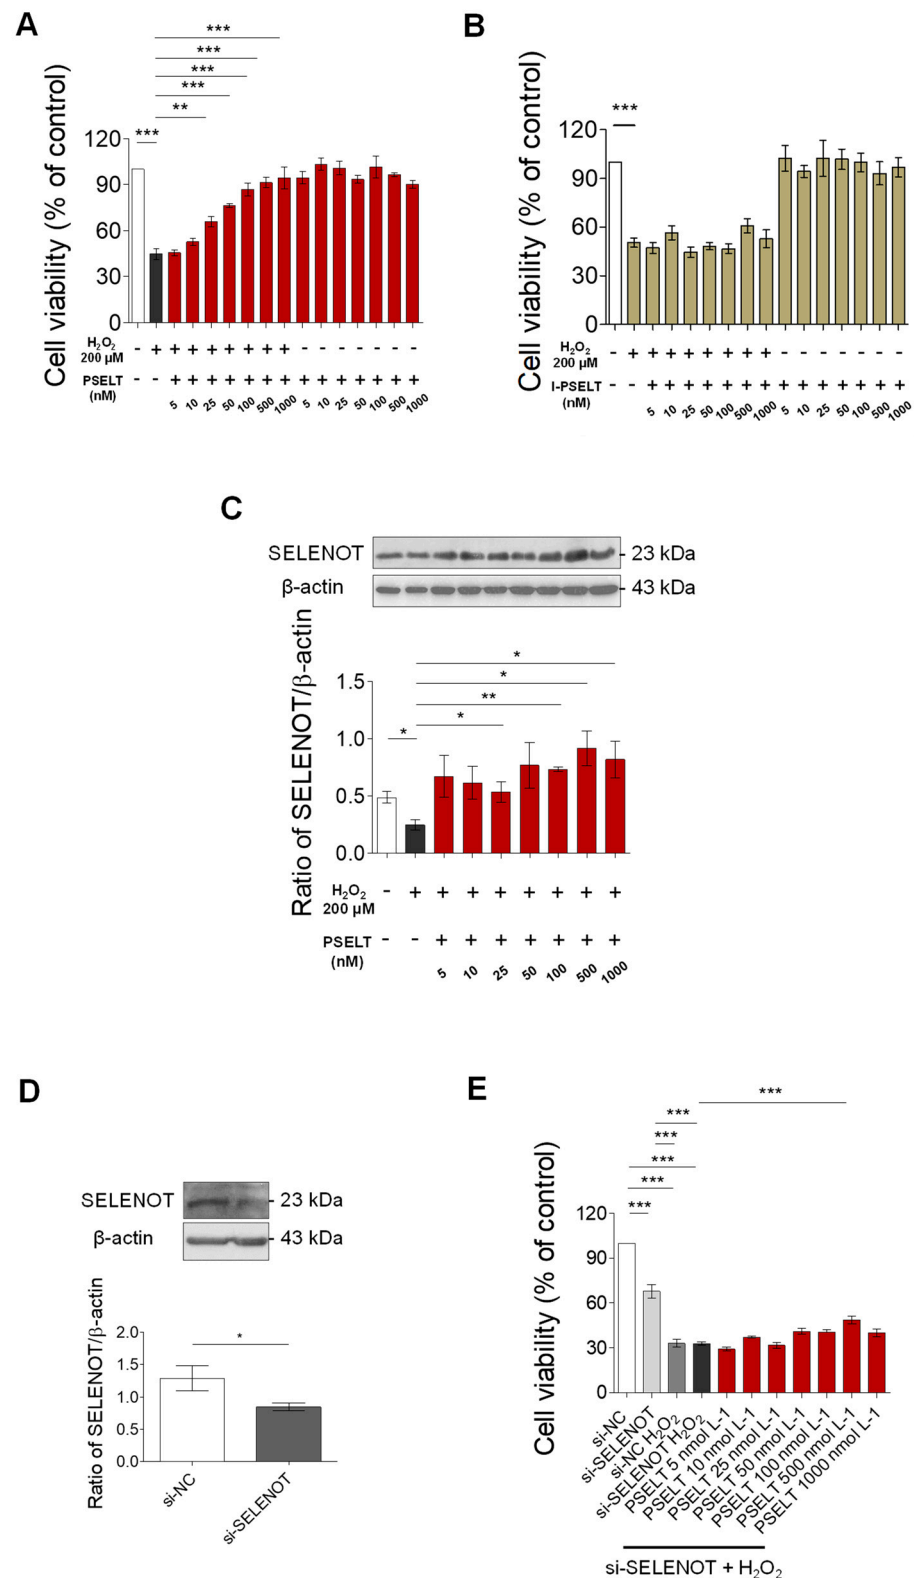 A
***
***
***
***
**
***
Cell viability (% of control)
120
90
60
30
0
H₂O₂ - + + + + + + + + - - - - - - -
200 µM
PSELT - - + + + + + + + + + + + + + +
(nM) 5 10 25 50 100 500 1000 5 10 25 50 100 500 1000
B
***
Cell viability (% of control)
120
90
60
30
0
H₂O₂ - + + + + + + + + - - - - - - -
200 µM
I-PSELT - - + + + + + + + + + + + + + +
(nM) 5 10 25 50 100 500 1000 5 10 25 50 100 500 1000
C
SELENOT - 23 kDa
β-actin - 43 kDa
Ratio of SELENOT/β-actin
*
*
**
*
*
1.5
1.0
0.5
0.0
H₂O₂ - + + + + + + + +
200 µM
PSELT - - + + + + + + +
(nM) 5 10 25 50 100 500 1000
D
SELENOT - 23 kDa
β-actin - 43 kDa
Ratio of SELENOT/β-actin
*
2.0
1.5
1.0
0.5
0.0
si-NC
si-SELENOT
E
***
***
***
***
***
***
Cell viability (% of control)
120
90
60
30
0
si-NC
si-SELENOT
si-NC H₂O₂
si-SELENOT H₂O₂
PSELT 5 nmol L-1
PSELT 10 nmol L-1
PSELT 25 nmol L-1
PSELT 50 nmol L-1
PSELT 100 nmol L-1
PSELT 500 nmol L-1
PSELT 1000 nmol L-1
si-SELENOT + H₂O₂